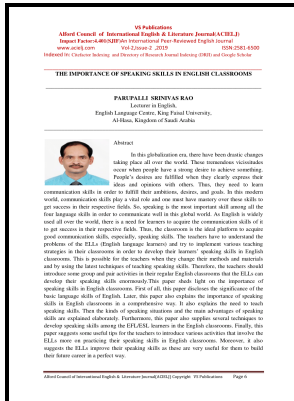 VS Publications
Alford Council of International English & Literature Journal(ACIELJ)
Impact Factor:4.401(SJIF)An International Peer-Reviewed English Journal
www.acielj.com Vol-2,Issue-2 ,2019 ISSN:2581-6500
Indexed in: Citefactor Indexing and Directory of Research Journal Indexing (DRJI) and Google Scholar
THE IMPORTANCE OF SPEAKING SKILLS IN ENGLISH CLASSROOMS
PARUPALLI SRINIVAS RAO
Lecturer in English,
English Language Centre, King Faisal University,
Al-Hasa, Kingdom of Saudi Arabia
Abstract
In this globalization era, there have been drastic changes
taking place all over the world. These tremendous vicissitudes
occur when people have a strong desire to achieve something.
People's desires are fulfilled when they clearly express their
ideas and opinions with others. Thus, they need to learn
communication skills in order to fulfill their ambitions, desires, and goals. In this modern
world, communication skills play a vital role and one must have mastery over these skills to
get success in their respective fields. So, speaking is the most important skill among all the
four language skills in order to communicate well in this global world. As English is widely
used all over the world, there is a need for learners to acquire the communication skills of it
to get success in their respective fields. Thus, the classroom is the ideal platform to acquire
good communication skills, especially, speaking skills. The teachers have to understand the
problems of the ELLs (English language learners) and try to implement various teaching
strategies in their classrooms in order to develop their learners' speaking skills in English
classrooms. This is possible for the teachers when they change their methods and materials
and by using the latest techniques of teaching speaking skills. Therefore, the teachers should
introduce some group and pair activities in their regular English classrooms that the ELLs can
develop their speaking skills enormously.This paper sheds light on the importance of
speaking skills in English classrooms. First of all, this paper discloses the significance of the
basic language skills of English. Later, this paper also explains the importance of speaking
skills in English classrooms in a comprehensive way. It also explains the need to teach
speaking skills. Then the kinds of speaking situations and the main advantages of speaking
skills are explained elaborately. Furthermore, this paper also supplies several techniques to
develop speaking skills among the EFL/ESL learners in the English classrooms. Finally, this
paper suggests some useful tips for the teachers to introduce various activities that involve the
ELLs more on practicing their speaking skills in English classrooms. Moreover, it also
suggests the ELLs improve their speaking skills as these are very useful for them to build
their future career in a perfect way.
Alford Council of International English & Literature Journal(ACIELJ) Copyright VS Publications Page 6